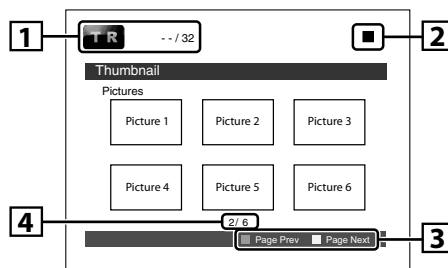 1
TR - - / 32
2
Thumbnail
Pictures
Picture 1 Picture 2 Picture 3
Picture 4 Picture 5 Picture 6
4
2/ 6
Page Prev Page Next
3